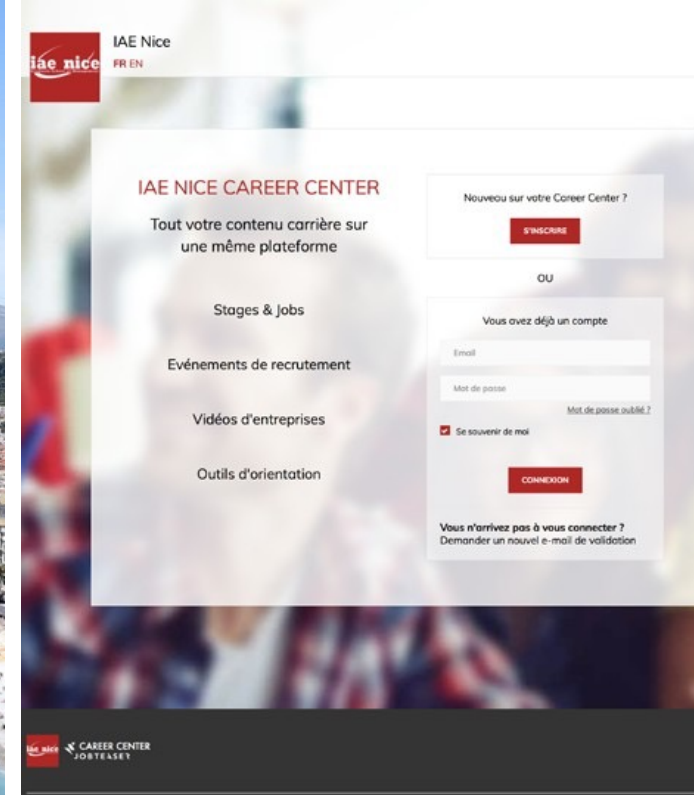 iae nice
IAE Nice
FR EN
IAE NICE CAREER CENTER
Tout votre contenu carrière sur
une même plateforme
Stages & Jobs
Evénements de recrutement
Vidéos d'entreprises
Outils d'orientation
Nouveau sur votre Career Center ?
S'INSCRIRE
OU
Vous avez déjà un compte
Email
Mot de passe
Mot de passe oublié ?
Se souvenir de moi
CONNEXION
Vous n'arrivez pas à vous connecter ?
Demander un nouvel e-mail de validation
iae nice
CAREER CENTER
JOBTEASER